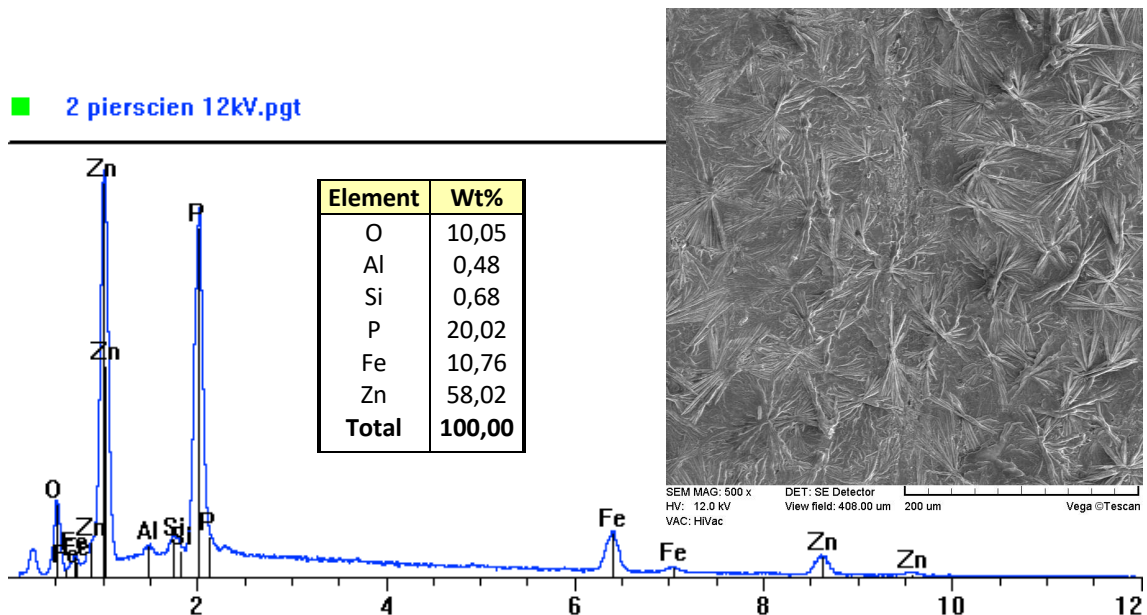 2 pierscien 12kV.pgt
Zn
Zn
P
O
Fe
Fe
Zn
Al
Si
Si
P
Fe
Fe
Zn
Zn
Element Wt%
O 10,05
Al 0,48
Si 0,68
P 20,02
Fe 10,76
Zn 58,02
Total 100,00
2 4 6 8 10 12
SEM MAG: 500 x DET: SE Detector
HV: 12.0 kV View field: 408.00 um 200 um Vega ©Tescan
VAC: HiVac